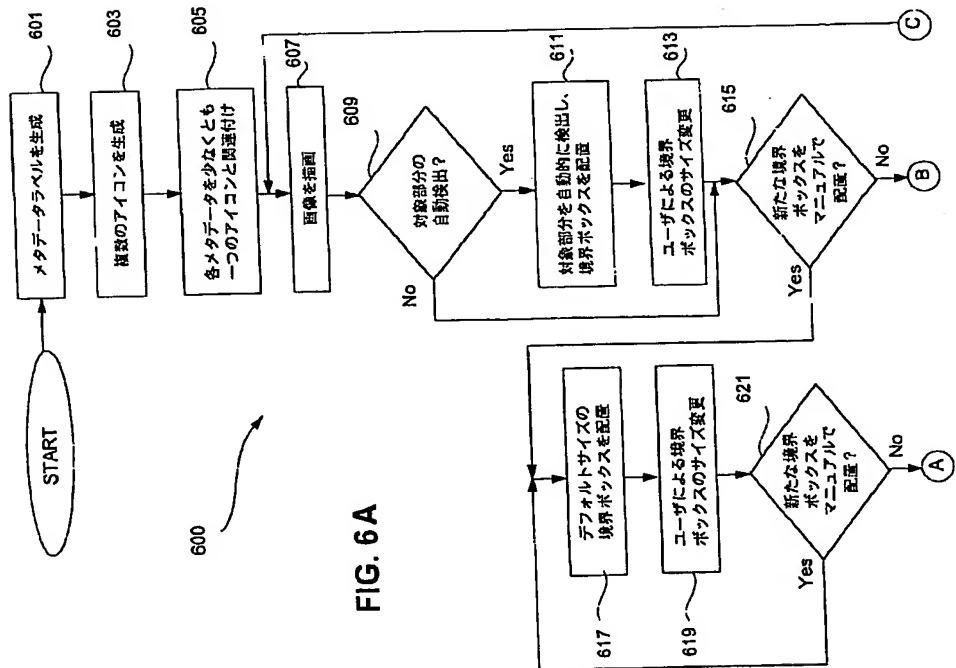 START
メタデータラベルを生成
601
複数のアイコンを生成
603
各メタデータを少なくとも
一つのアイコンと関連付け
605
画像を描画
607
対象部分の
自動検出?
609
Yes
No
対象部分を自動的に検出し、
境界ボックスを配置
611
ユーザによる境界
ボックスのサイズ変更
613
新たな境界
ボックスを
マニュアルで
配置?
615
Yes
No
B
C
デフォルトサイズの
境界ボックスを配置
617
ユーザによる境界
ボックスのサイズ変更
619
新たな境界
ボックスを
マニュアルで
配置?
621
Yes
No
A
600
FIG. 6A